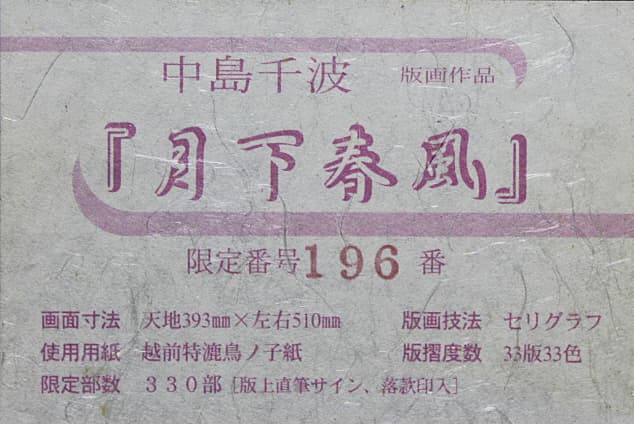 中島千波 版画作品
『月下春風』
限定番号196番
画面寸法 天地393㎜×左右510㎜ 版画技法 セリグラフ
使用用紙 越前特漉鳥ノ子紙 版摺度数 33版33色
限定部数 330部[版上直筆サイン、落款印入]